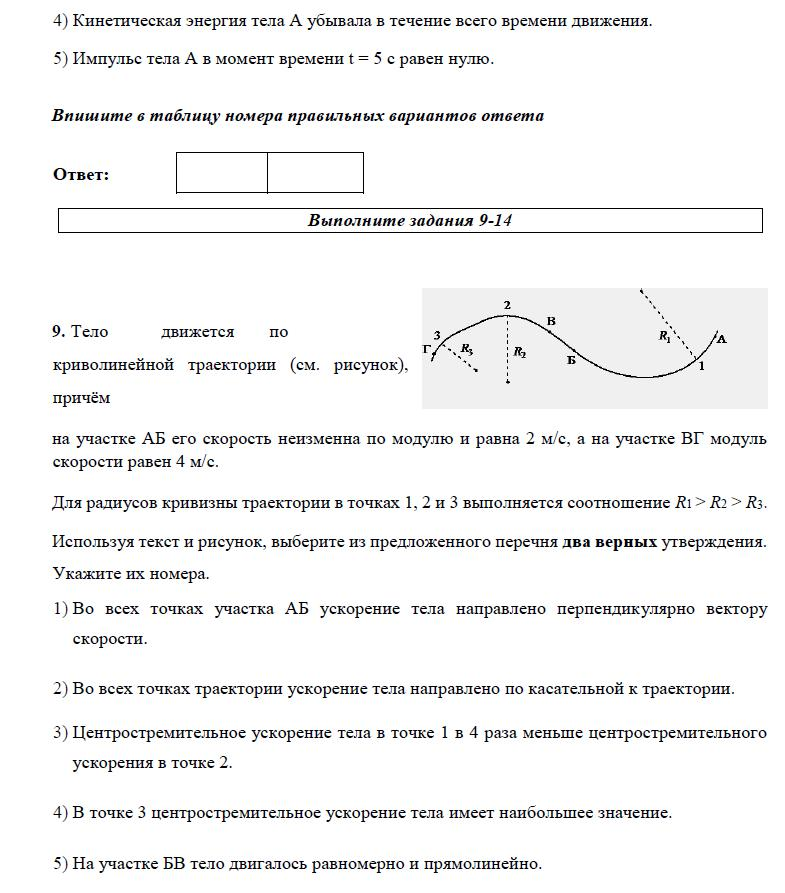 4) Кинетическая энергия тела А убывала в течение всего времени движения.
5) Импульс тела А в момент времени t = 5 с равен нулю.
Впишите в таблицу номера правильных вариантов ответа
Ответ:
Выполните задания 9-14
9. Тело движется по
криволинейной траектории (см. рисунок),
причём
3
Г
R3
2
R2
В
Б
R1
А
1
на участке АБ его скорость неизменна по модулю и равна 2 м/с, а на участке ВГ модуль
скорости равен 4 м/с.
Для радиусов кривизны траектории в точках 1, 2 и 3 выполняется соотношение R1 > R2 > R3.
Используя текст и рисунок, выберите из предложенного перечня два верных утверждения.
Укажите их номера.
1) Во всех точках участка АБ ускорение тела направлено перпендикулярно вектору
скорости.
2) Во всех точках траектории ускорение тела направлено по касательной к траектории.
3) Центростремительное ускорение тела в точке 1 в 4 раза меньше центростремительного
ускорения в точке 2.
4) В точке 3 центростремительное ускорение тела имеет наибольшее значение.
5) На участке БВ тело двигалось равномерно и прямолинейно.